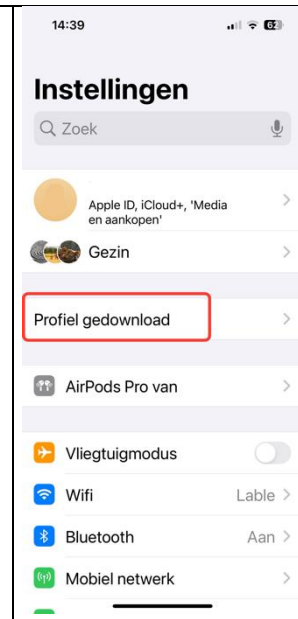 14:39
62
Instellingen
Zoek
Apple ID, iCloud+, 'Media
en aankopen'
Gezin
Profiel gedownload
AirPods Pro van
Vliegtuigmodus
Wifi Lable
Bluetooth Aan
Mobiel netwerk